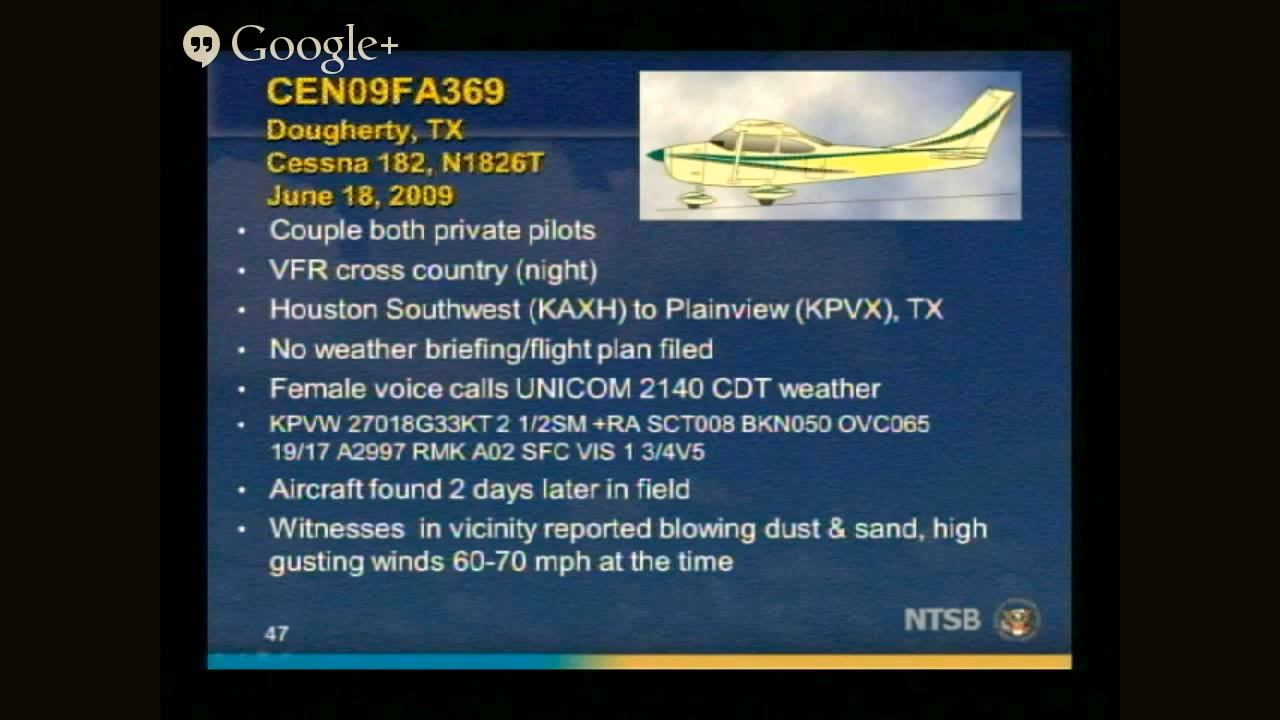 Google+
CEN09FA369
Dougherty, TX
Cessna 182, N1826T
June 18, 2009
• Couple both private pilots
• VFR cross country (night)
• Houston Southwest (KAXH) to Plainview (KPVX), TX
• No weather briefing/flight plan filed
• Female voice calls UNICOM 2140 CDT weather
• KPVW 27018G33KT 2 1/2SM +RA SCT008 BKN050 OVC065
19/17 A2997 RMK A02 SFC VIS 1 3/4V5
• Aircraft found 2 days later in field
• Witnesses in vicinity reported blowing dust & sand, high
gusting winds 60-70 mph at the time
NTSB
47